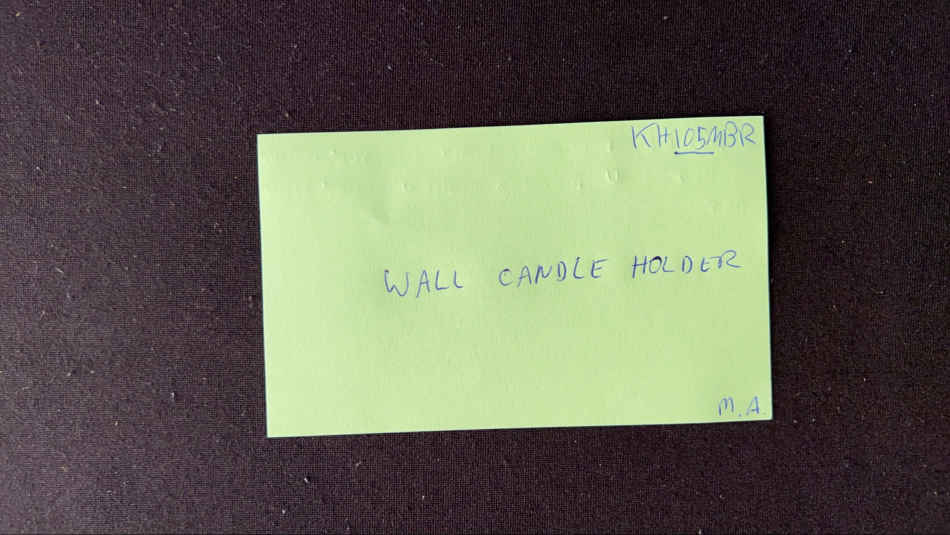 KH105MBR
WALL CANDLE HOLDER
M.A.